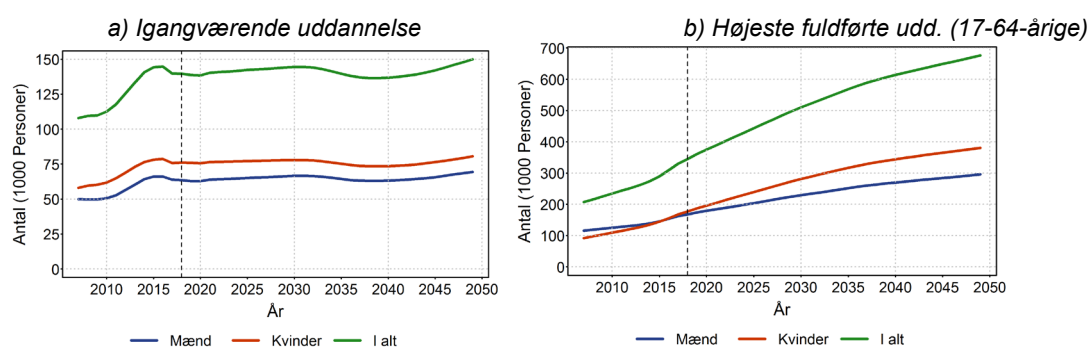 a) Igangværende uddannelse
Antal (1000 Personer)
150
125
100
75
50
25
0
2010 2015 2020 2025 2030 2035 2040 2045 2050
År
Mænd Kvinder I alt
b) Højeste fuldførte udd. (17-64-årige)
Antal (1000 Personer)
700
600
500
400
300
200
100
0
2010 2015 2020 2025 2030 2035 2040 2045 2050
År
Mænd Kvinder I alt